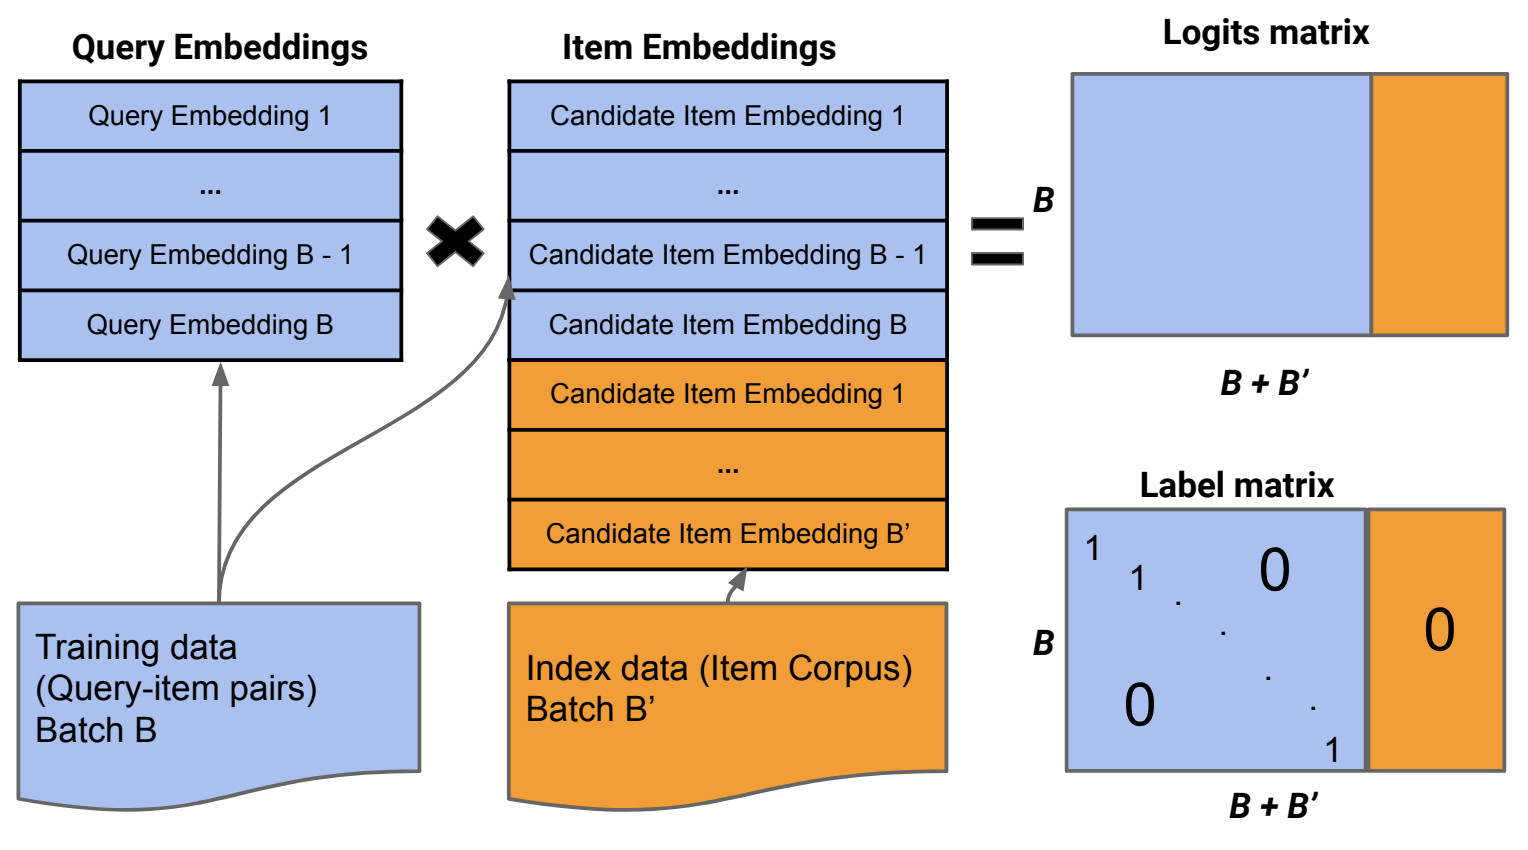 Query Embeddings
Query Embedding 1
...
Query Embedding B - 1
Query Embedding B
Item Embeddings
Candidate Item Embedding 1
...
Candidate Item Embedding B - 1
Candidate Item Embedding B
Candidate Item Embedding 1
...
Candidate Item Embedding B’
Logits matrix
B
B + B’
Training data
(Query-item pairs)
Batch B
Index data (Item Corpus)
Batch B’
Label matrix
1
1
0
.
.
.
.
0
1
0
B
B + B’